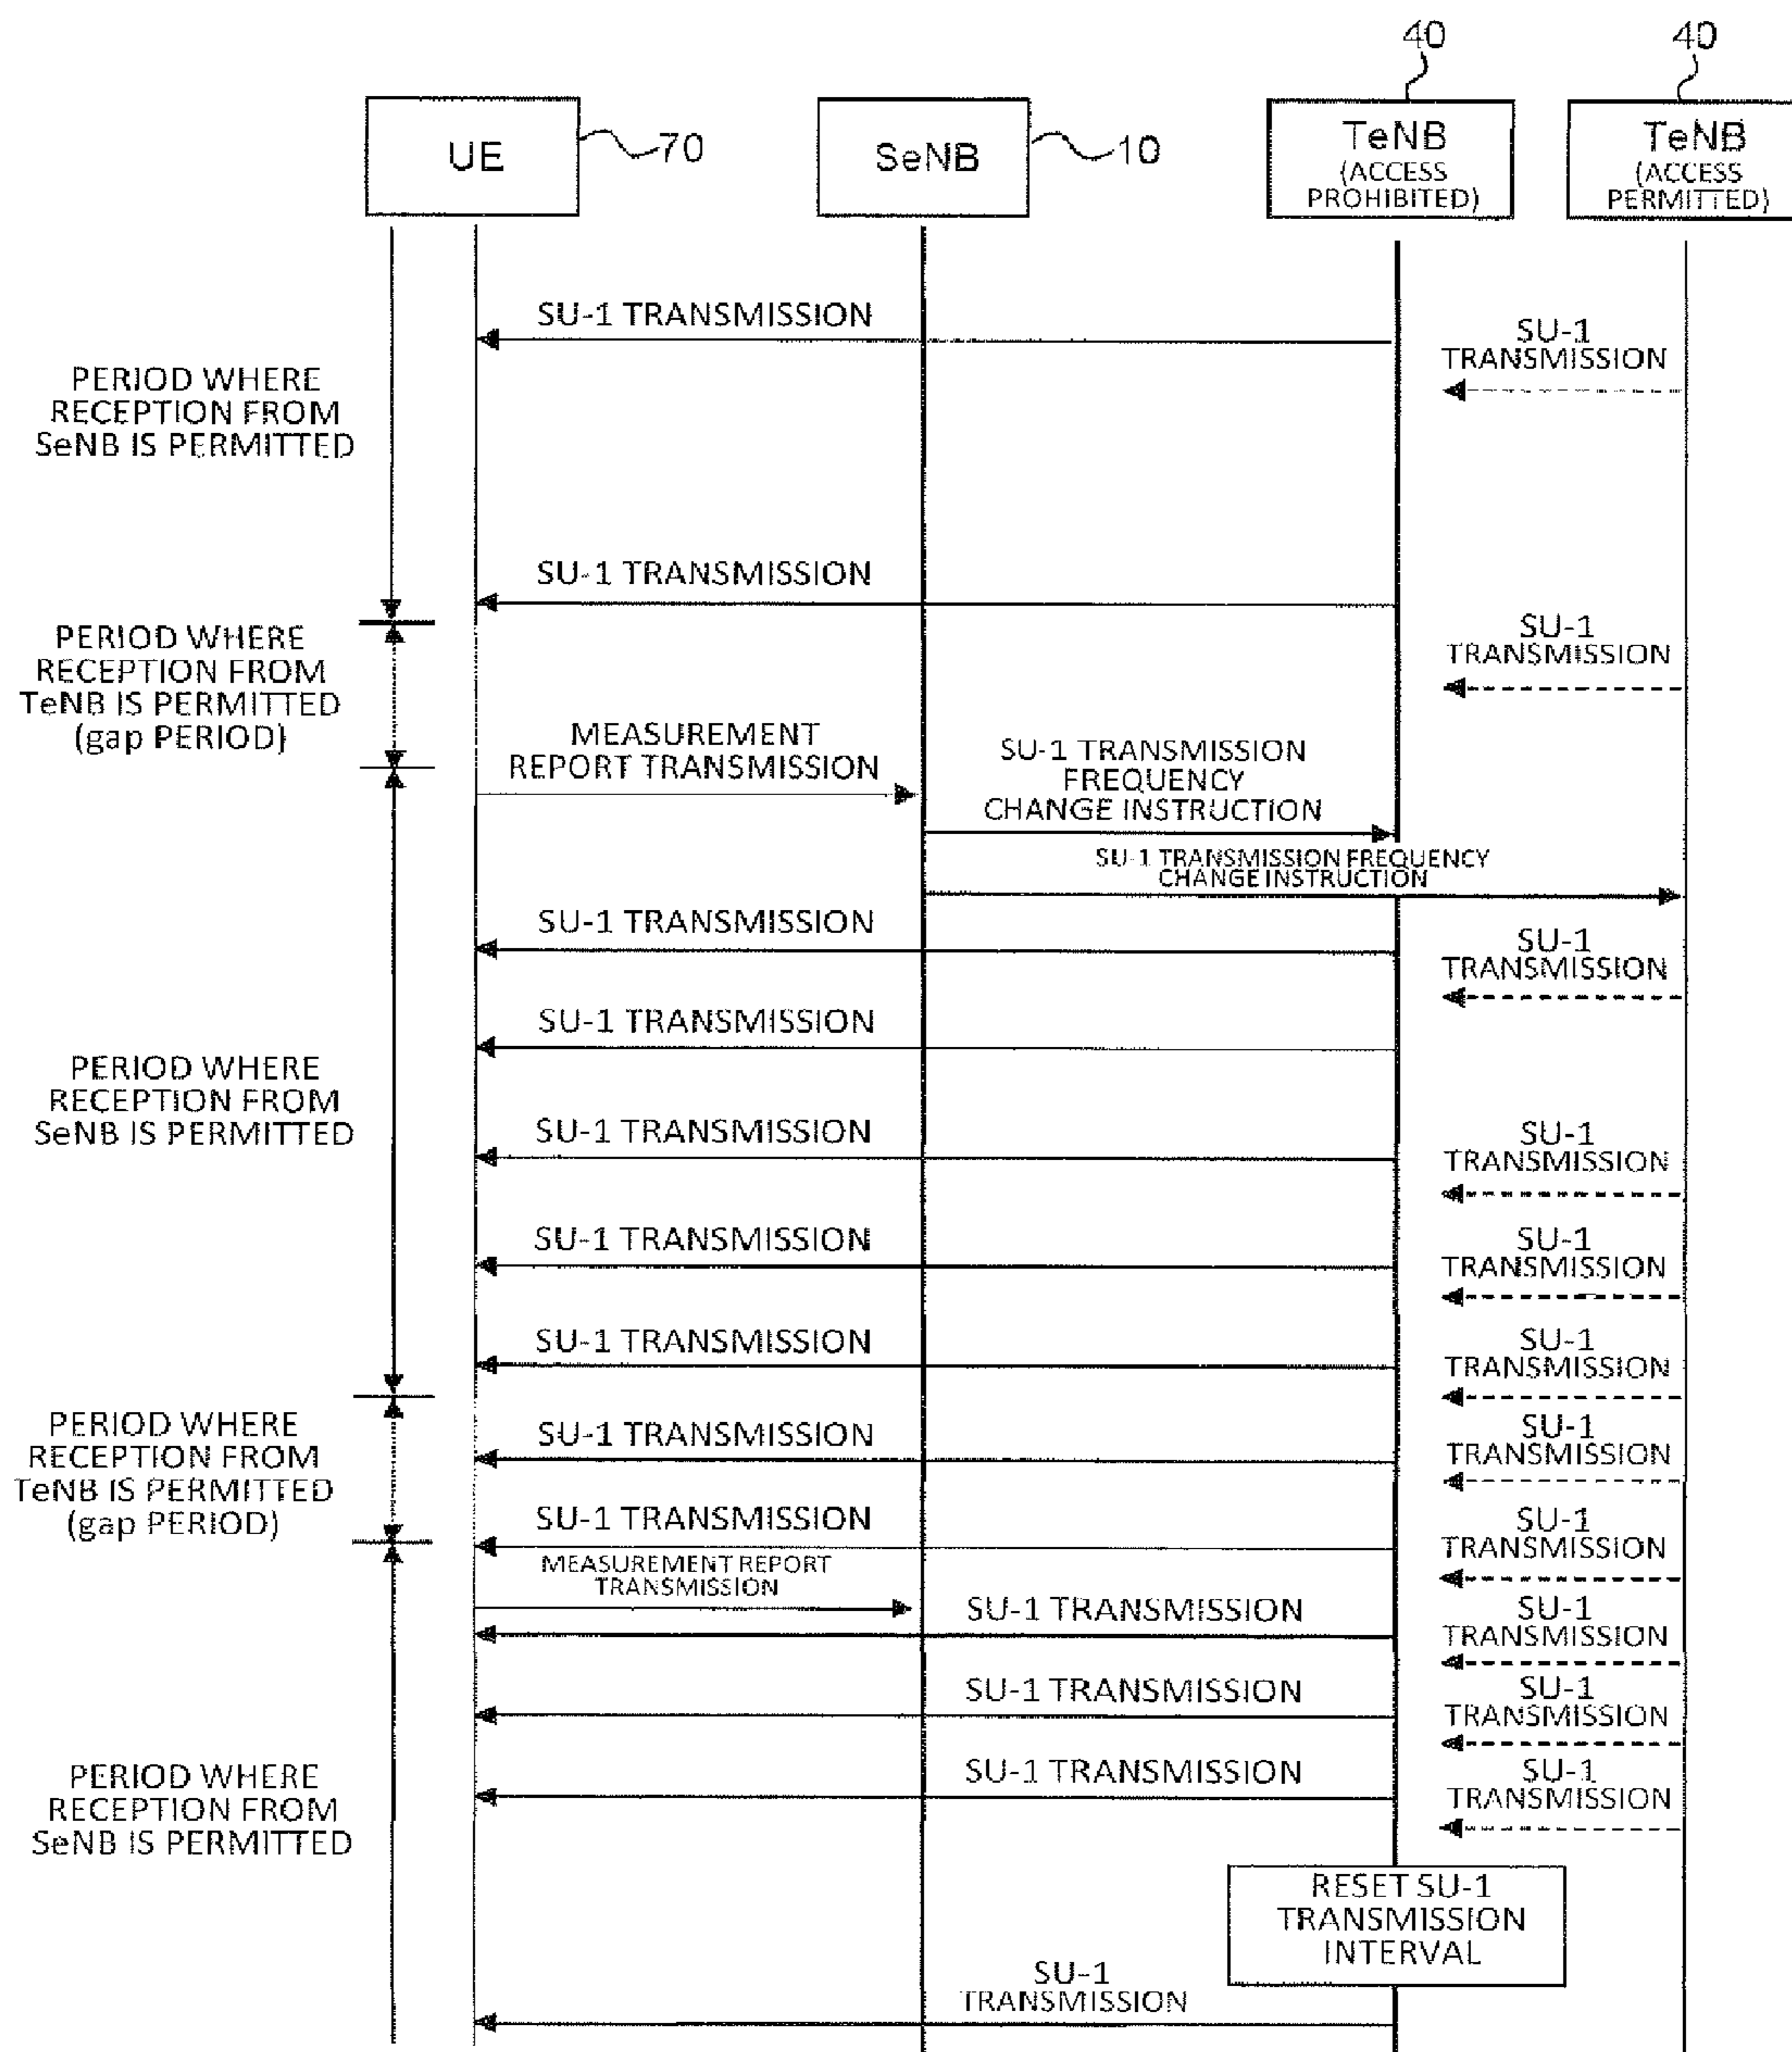 40
40
UE
70
SeNB
10
TeNB
(ACCESS
PROHIBITED)
TeNB
(ACCESS
PERMITTED)
SU-1 TRANSMISSION
SU-1
TRANSMISSION
PERIOD WHERE
RECEPTION FROM
SeNB IS PERMITTED
SU-1 TRANSMISSION
SU-1
TRANSMISSION
PERIOD WHERE
RECEPTION FROM
TeNB IS PERMITTED
(gap PERIOD)
MEASUREMENT
REPORT TRANSMISSION
SU-1 TRANSMISSION
FREQUENCY
CHANGE INSTRUCTION
SU-1 TRANSMISSION FREQUENCY
CHANGE INSTRUCTION
SU-1 TRANSMISSION
SU-1
TRANSMISSION
SU-1 TRANSMISSION
PERIOD WHERE
RECEPTION FROM
SeNB IS PERMITTED
SU-1 TRANSMISSION
SU-1
TRANSMISSION
SU-1 TRANSMISSION
SU-1
TRANSMISSION
SU-1 TRANSMISSION
SU-1
TRANSMISSION
PERIOD WHERE
RECEPTION FROM
TeNB IS PERMITTED
(gap PERIOD)
SU-1 TRANSMISSION
SU-1
TRANSMISSION
SU-1 TRANSMISSION
SU-1
TRANSMISSION
MEASUREMENT REPORT
TRANSMISSION
SU-1 TRANSMISSION
SU-1
TRANSMISSION
SU-1 TRANSMISSION
SU-1
TRANSMISSION
SU-1 TRANSMISSION
SU-1
TRANSMISSION
PERIOD WHERE
RECEPTION FROM
SeNB IS PERMITTED
RESET SU-1
TRANSMISSION
INTERVAL
SU-1
TRANSMISSION